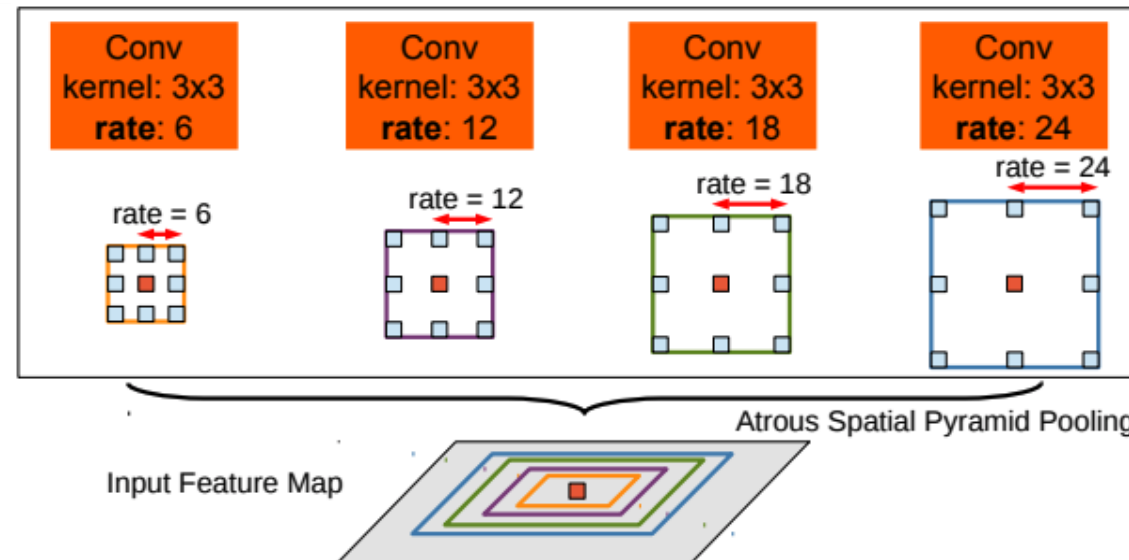 Conv
kernel: 3x3
rate: 6
Conv
kernel: 3x3
rate: 12
Conv
kernel: 3x3
rate: 18
Conv
kernel: 3x3
rate: 24
rate = 6
rate = 12
rate = 18
rate = 24
Atrous Spatial Pyramid Pooling
Input Feature Map